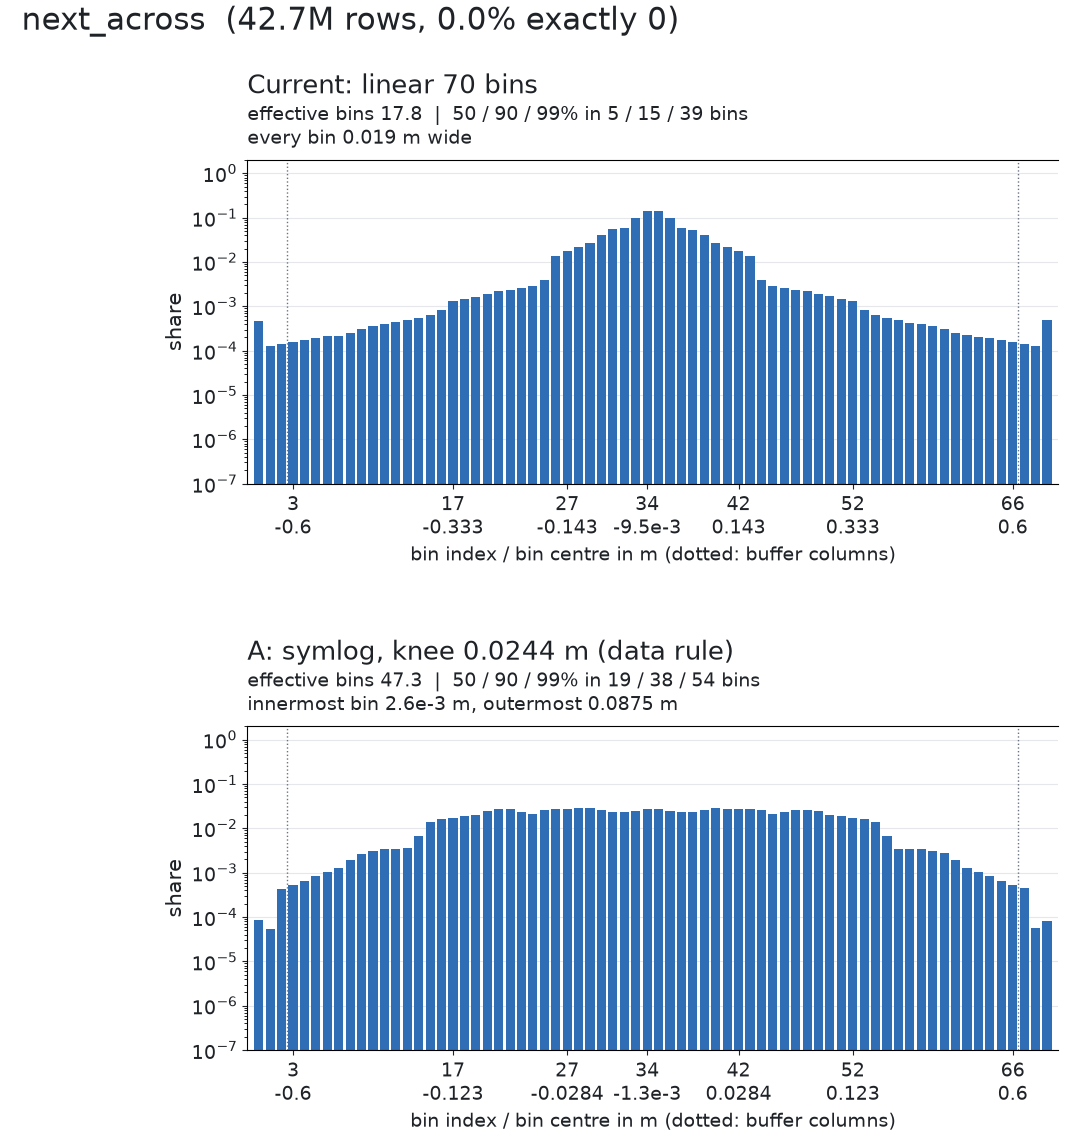 next_across  (42.7M rows, 0.0% exactly 0)
Current: linear 70 bins
effective bins 17.8  |  50 / 90 / 99% in 5 / 15 / 39 bins
every bin 0.019 m wide
10⁰
10⁻¹
10⁻²
10⁻³
10⁻⁴
10⁻⁵
10⁻⁶
10⁻⁷
share
3 17 27 34 42 52 66
-0.6 -0.333 -0.143 -9.5e-3 0.143 0.333 0.6
bin index / bin centre in m (dotted: buffer columns)
A: symlog, knee 0.0244 m (data rule)
effective bins 47.3  |  50 / 90 / 99% in 19 / 38 / 54 bins
innermost bin 2.6e-3 m, outermost 0.0875 m
10⁰
10⁻¹
10⁻²
10⁻³
10⁻⁴
10⁻⁵
10⁻⁶
10⁻⁷
share
3 17 27 34 42 52 66
-0.6 -0.123 -0.0284 -1.3e-3 0.0284 0.123 0.6
bin index / bin centre in m (dotted: buffer columns)